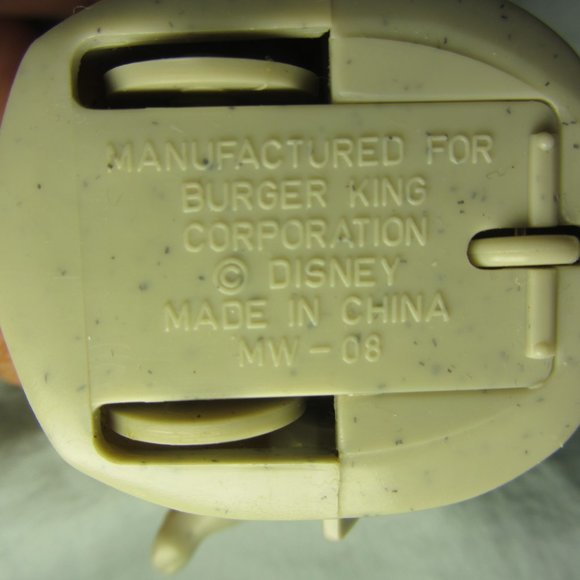 MANUFACTURED FOR
BURGER KING
CORPORATION
© DISNEY
MADE IN CHINA
MW-08